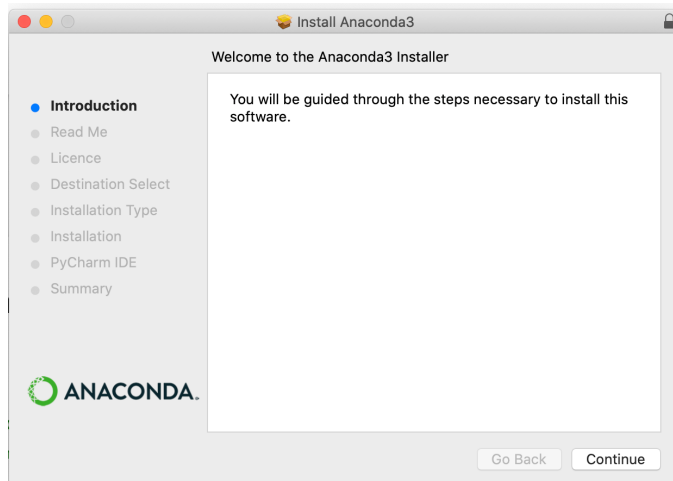 Install Anaconda3
Welcome to the Anaconda3 Installer
Introduction
Read Me
Licence
Destination Select
Installation Type
Installation
PyCharm IDE
Summary
You will be guided through the steps necessary to install this
software.
ANACONDA.
Go Back
Continue